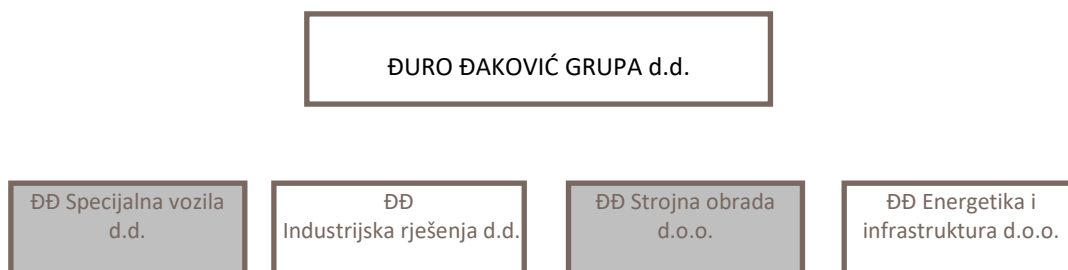 ĐURO ĐAKOVIĆ GRUPA d.d.
ĐĐ Specijalna vozila
d.d.
ĐĐ
Industrijska rješenja d.d.
ĐĐ Strojna obrada
d.o.o.
ĐĐ Energetika i
infrastruktura d.o.o.